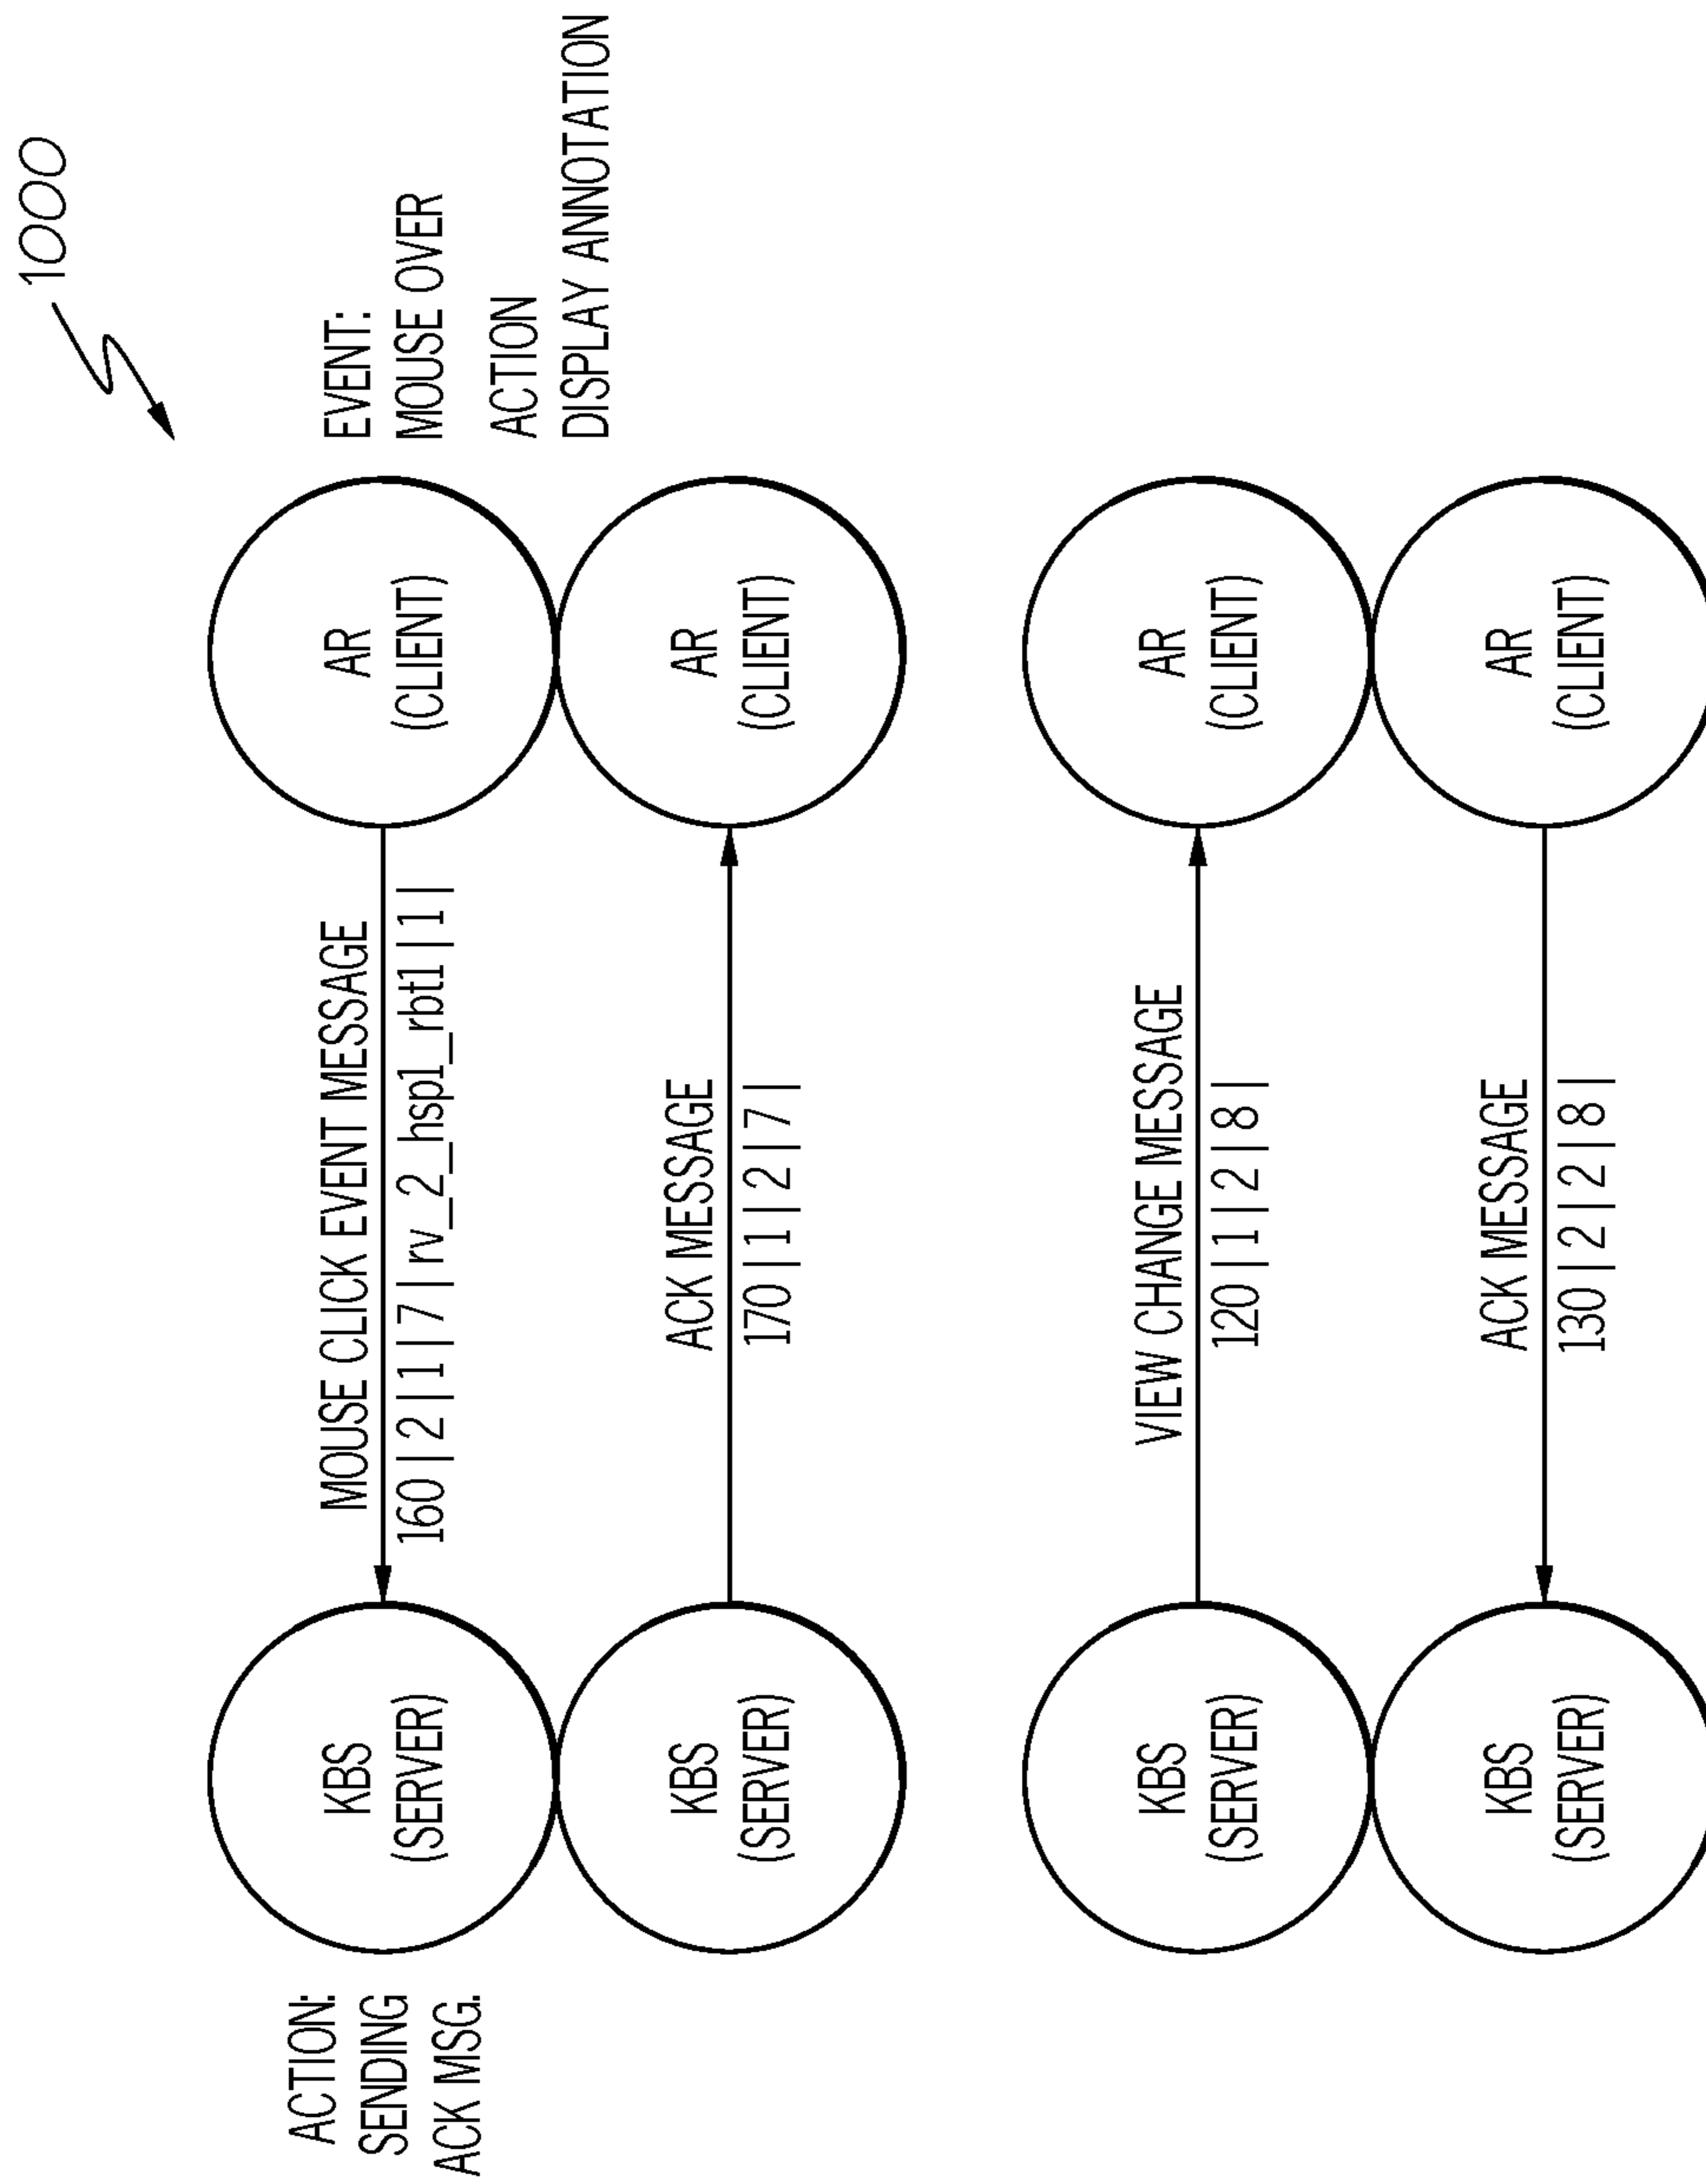 1000
ACTION:
SENDING
ACK MSG.
KBS
(SERVER)
MOUSE CLICK EVENT MESSAGE
160|2|1|7|rv_2_hsp1_rbt1|1|
AR
(CLIENT)
EVENT:
MOUSE OVER
ACTION
DISPLAY ANNOTATION
KBS
(SERVER)
ACK MESSAGE
170|1|2|7|
AR
(CLIENT)
KBS
(SERVER)
VIEW CHANGE MESSAGE
120|1|2|8|
AR
(CLIENT)
KBS
(SERVER)
ACK MESSAGE
130|2|2|8|
AR
(CLIENT)